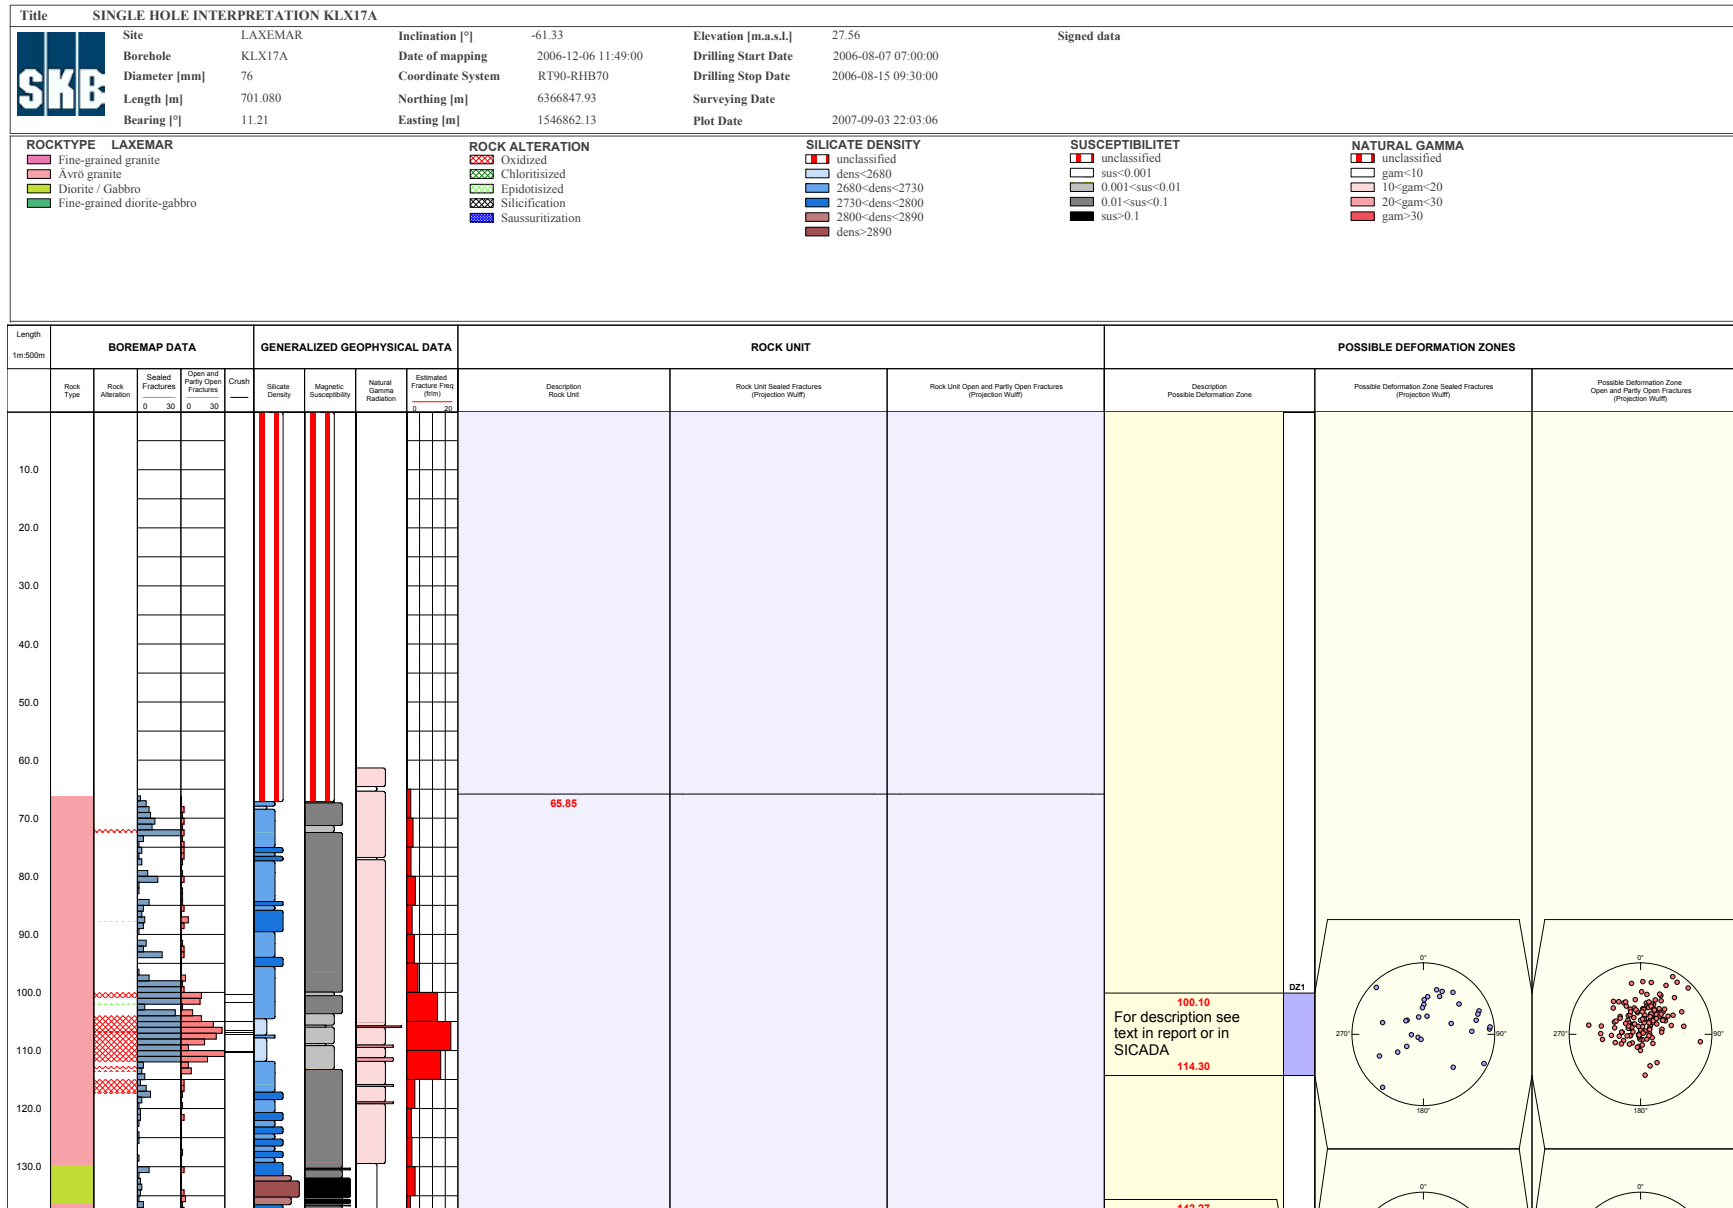 Title SINGLE HOLE INTERPRETATION KLX17A
SKB
Site LAXEMAR Inclination [°] -61.33 Elevation [m.a.s.l.] 27.56 Signed data
Borehole KLX17A Date of mapping 2006-12-06 11:49:00 Drilling Start Date 2006-08-07 07:00:00
Diameter [mm] 76 Coordinate System RT90-RHB70 Drilling Stop Date 2006-08-15 09:30:00
Length [m] 701.080 Northing [m] 6366847.93 Surveying Date
Bearing [°] 11.21 Easting [m] 1546862.13 Plot Date 2007-09-03 22:03:06
ROCKTYPE LAXEMAR
Fine-grained granite
Ävrö granite
Diorite / Gabbro
Fine-grained diorite-gabbro
ROCK ALTERATION
Oxidized
Chloritisized
Epidotisized
Silicification
Saussuritization
SILICATE DENSITY
unclassified
dens<2680
2680<dens<2730
2730<dens<2800
2800<dens<2890
dens>2890
SUSCEPTIBILITET
unclassified
sus<0.001
0.001<sus<0.01
0.01<sus<0.1
sus>0.1
NATURAL GAMMA
unclassified
gam<10
10<gam<20
20<gam<30
gam>30
Length
1m:500m
BOREMAP DATA
GENERALIZED GEOPHYSICAL DATA
ROCK UNIT
POSSIBLE DEFORMATION ZONES
Rock
Type
Rock
Alteration
Sealed
Fractures
0 30
Open and
Partly Open
Fractures
0 30
Crush
Silicate
Density
Magnetic
Susceptibility
Natural
Gamma
Radiation
Estimated
Fracture Freq
(fr/m)
0 20
Description
Rock Unit
Rock Unit Sealed Fractures
(Projection Wulff)
Rock Unit Open and Partly Open Fractures
(Projection Wulff)
Description
Possible Deformation Zone
Possible Deformation Zone Sealed Fractures
(Projection Wulff)
Possible Deformation Zone
Open and Partly Open Fractures
(Projection Wulff)
10.0
20.0
30.0
40.0
50.0
60.0
70.0
80.0
90.0
100.0
110.0
120.0
130.0
65.85
DZ1
100.10
For description see
text in report or in
SICADA
114.30
0°
270° 90°
180°
0°
270° 90°
180°
142.27
0°
0°